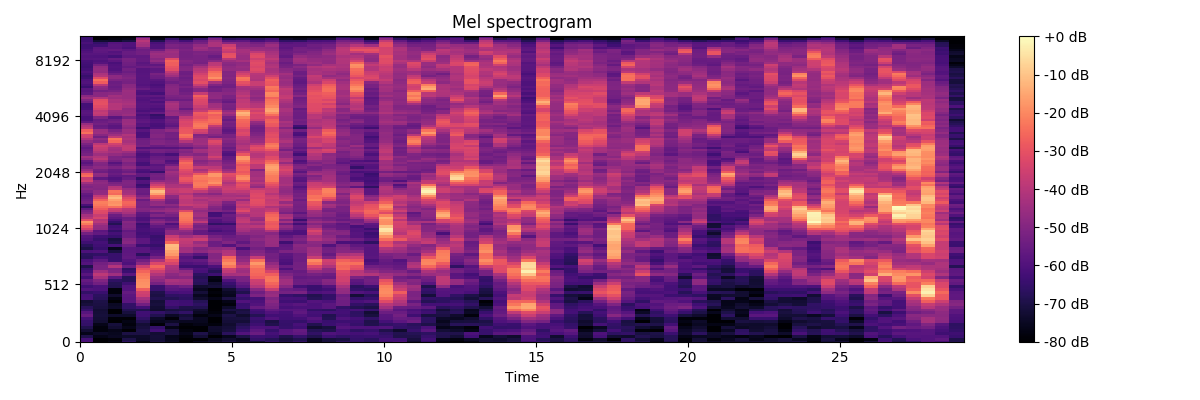 Mel spectrogram
Hz
8192
4096
2048
1024
512
0
0 5 10 15 20 25
Time
+0 dB
-10 dB
-20 dB
-30 dB
-40 dB
-50 dB
-60 dB
-70 dB
-80 dB